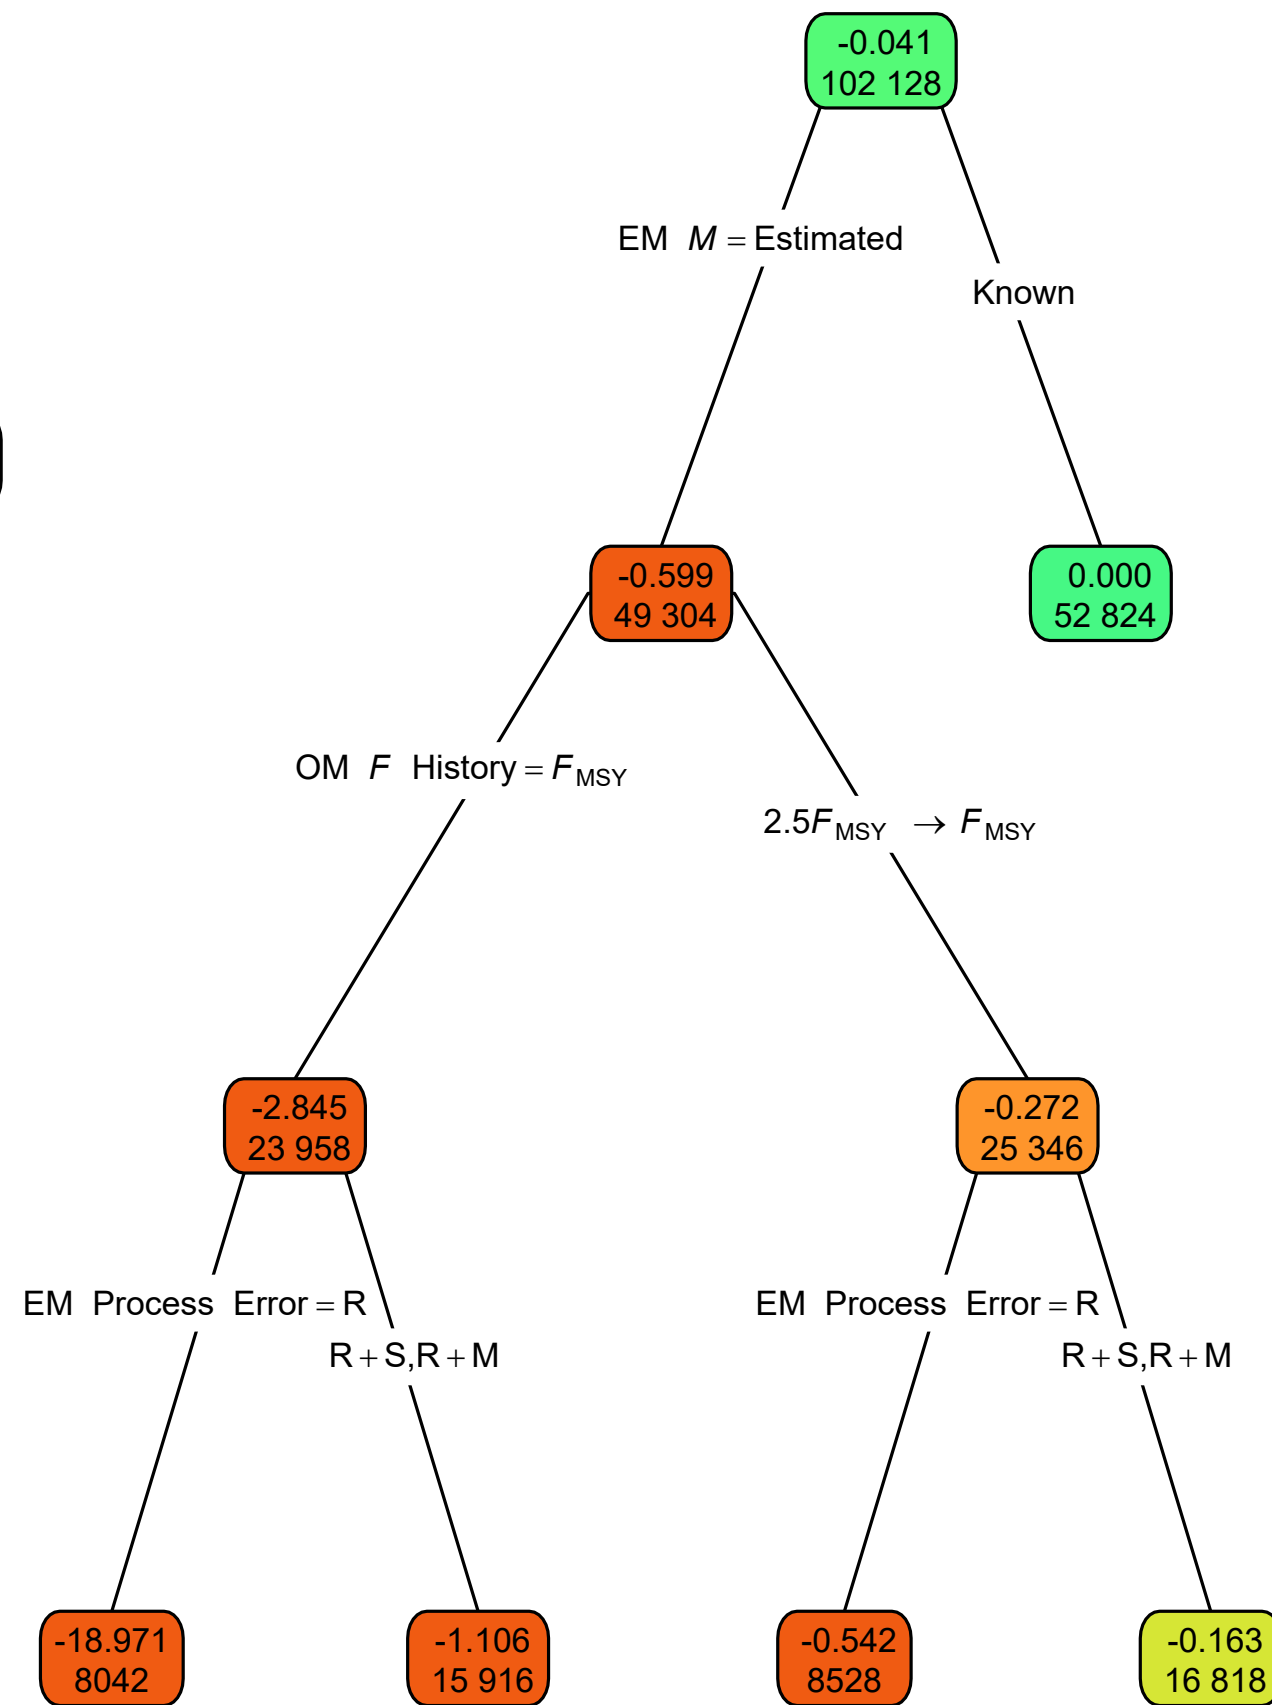 -0.041
102 128
EM M = Estimated
Known
-0.599
49 304
0.000
52 824
OM F History = FMSY
2.5FMSY → FMSY
-2.845
23 958
-0.272
25 346
EM Process Error = R
R + S,R + M
EM Process Error = R
R + S,R + M
-18.971
8042
-1.106
15 916
-0.542
8528
-0.163
16 818